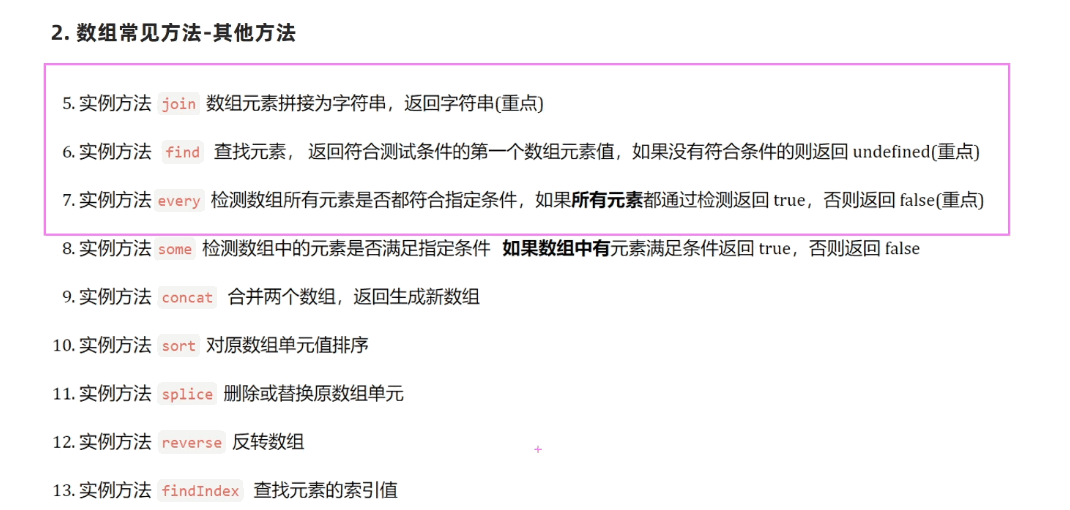 2. 数组常见方法-其他方法
5. 实例方法 join 数组元素拼接为字符串，返回字符串(重点)
6. 实例方法 find 查找元素， 返回符合测试条件的第一个数组元素值，如果没有符合条件的则返回 undefined(重点)
7. 实例方法 every 检测数组所有元素是否都符合指定条件，如果所有元素都通过检测返回 true，否则返回 false(重点)
8. 实例方法 some 检测数组中的元素是否满足指定条件 如果数组中有元素满足条件返回 true，否则返回 false
9. 实例方法 concat 合并两个数组，返回生成新数组
10. 实例方法 sort 对原数组单元值排序
11. 实例方法 splice 删除或替换原数组单元
12. 实例方法 reverse 反转数组
13. 实例方法 findIndex 查找元素的索引值